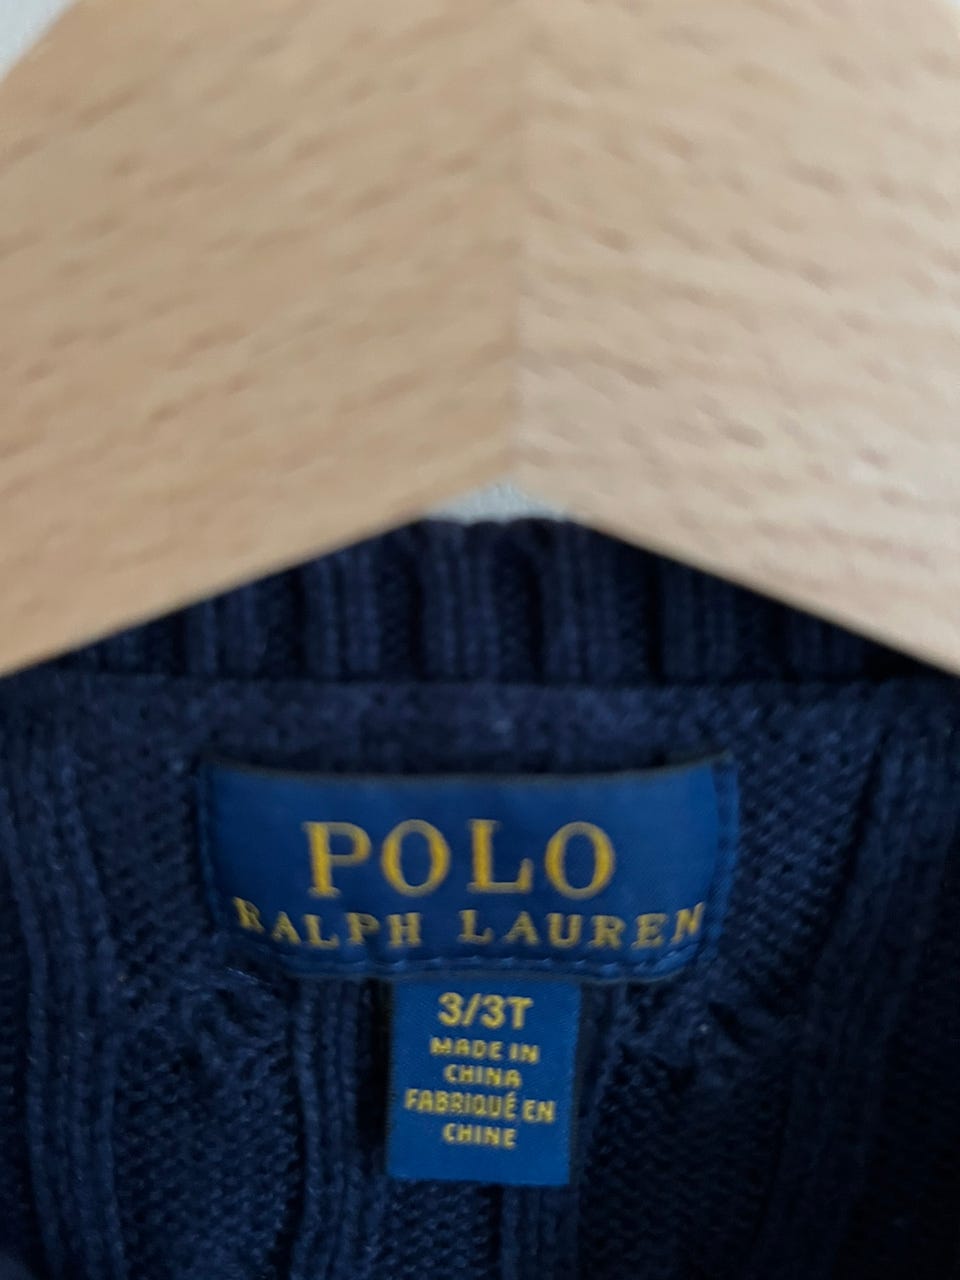 POLO
RALPH LAUREN
3/3T
MADE IN
CHINA
FABRIQUÉ EN
CHINE